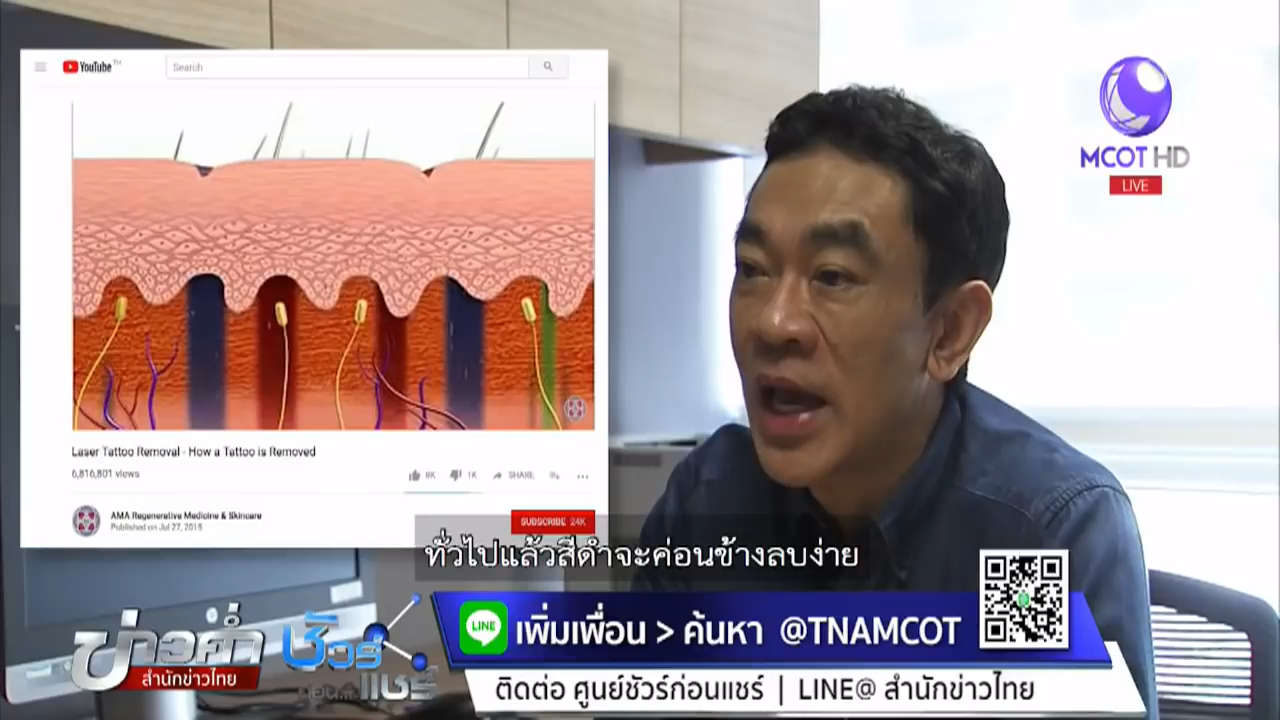 YouTube TH
Search
MCOT HD
LIVE
Laser Tattoo Removal - How a Tattoo is Removed
6,816,801 views
8K
1K
SHARE
AMA Regenerative Medicine & Skincare
Published on Jul 27, 2015
SUBSCRIBE 24K
ทั่วไปแล้วสีดำจะค่อนข้างลบง่าย
ข่าวค่ำ
สำนักข่าวไทย
ชัวร์
ก่อน...
แชร์
LINE
เพิ่มเพื่อน > ค้นหา @TNAMCOT
ติดต่อ ศูนย์ชัวร์ก่อนแชร์ | LINE@ สำนักข่าวไทย